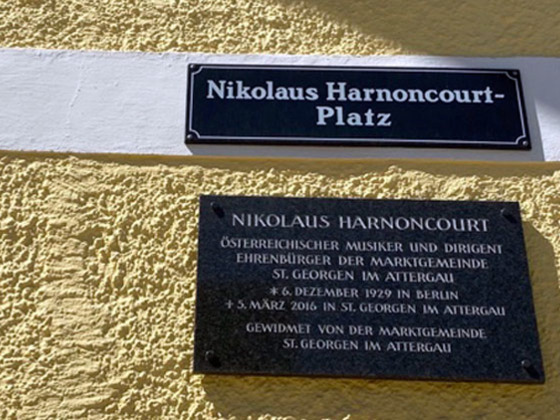 Nikolaus Harnoncourt-
Platz
NIKOLAUS HARNONCOURT
ÖSTERREICHISCHER MUSIKER UND DIRIGENT
EHRENBÜRGER DER MARKTGEMEINDE
ST. GEORGEN IM ATTERGAU
* 6. DEZEMBER 1929 IN BERLIN
+ 5. MÄRZ 2016 IN ST. GEORGEN IM ATTERGAU
GEWIDMET VON DER MARKTGEMEINDE
ST. GEORGEN IM ATTERGAU